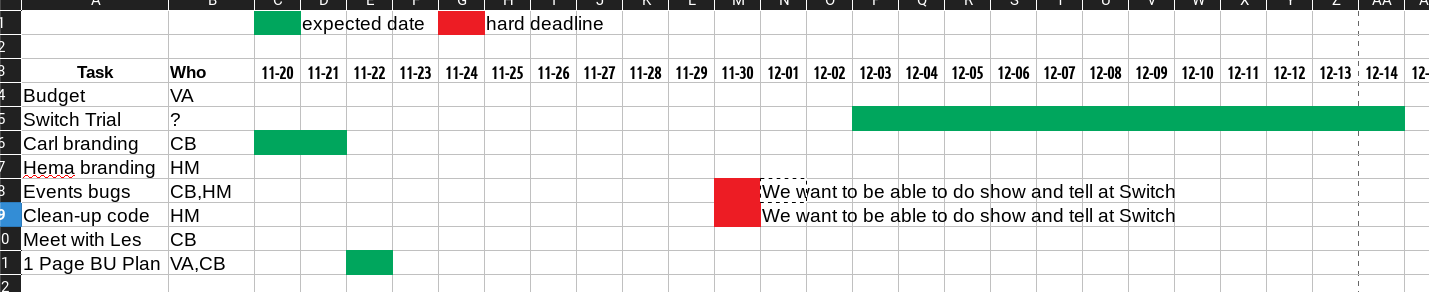 A B C D E F G H I J K L M N O P Q R S T U V W X Y Z AA
1 expected date hard deadline
2
3 Task Who 11-20 11-21 11-22 11-23 11-24 11-25 11-26 11-27 11-28 11-29 11-30 12-01 12-02 12-03 12-04 12-05 12-06 12-07 12-08 12-09 12-10 12-11 12-12 12-13 12-14 12-
4 Budget VA
5 Switch Trial ?
6 Carl branding CB
7 Hema branding HM
8 Events bugs CB,HM We want to be able to do show and tell at Switch
9 Clean-up code HM We want to be able to do show and tell at Switch
0 Meet with Les CB
1 1 Page BU Plan VA,CB
2